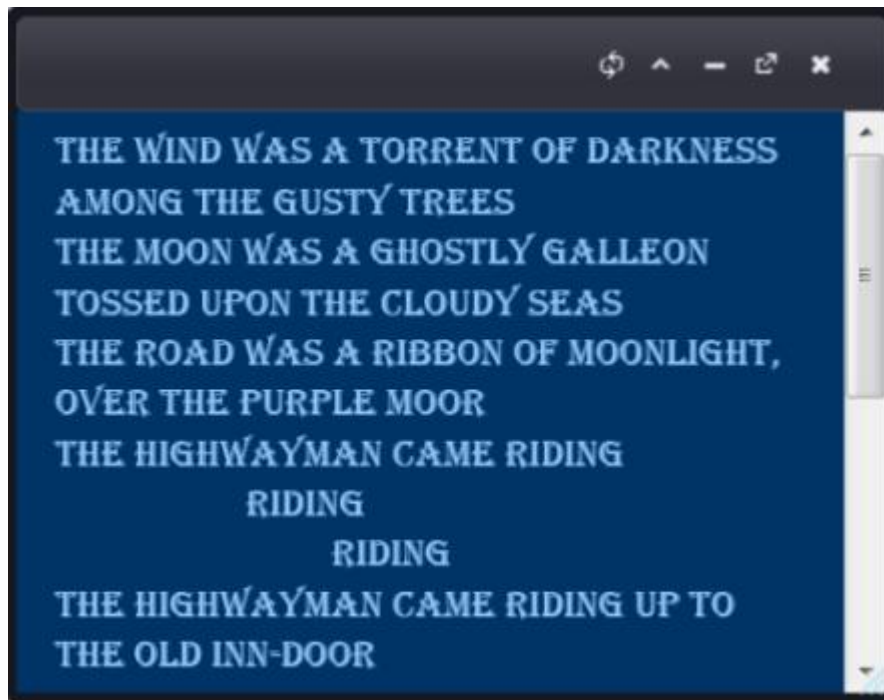 THE WIND WAS A TORRENT OF DARKNESS
AMONG THE GUSTY TREES
THE MOON WAS A GHOSTLY GALLEON
TOSSED UPON THE CLOUDY SEAS
THE ROAD WAS A RIBBON OF MOONLIGHT,
OVER THE PURPLE MOOR
THE HIGHWAYMAN CAME RIDING
RIDING
RIDING
THE HIGHWAYMAN CAME RIDING UP TO
THE OLD INN-DOOR